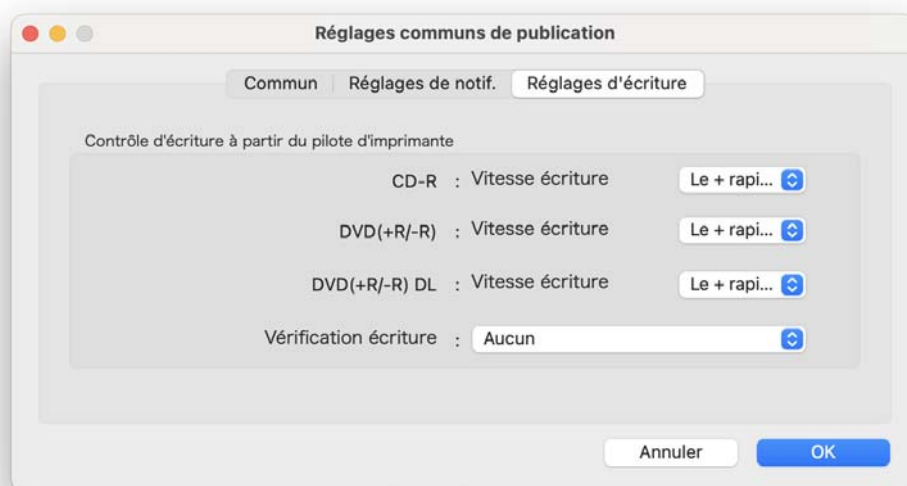 Réglages communs de publication
Commun Réglages de notif. Réglages d'écriture
Contrôle d'écriture à partir du pilote d'imprimante
CD-R : Vitesse écriture Le + rapi...
DVD(+R/-R) : Vitesse écriture Le + rapi...
DVD(+R/-R) DL : Vitesse écriture Le + rapi...
Vérification écriture : Aucun
Annuler OK